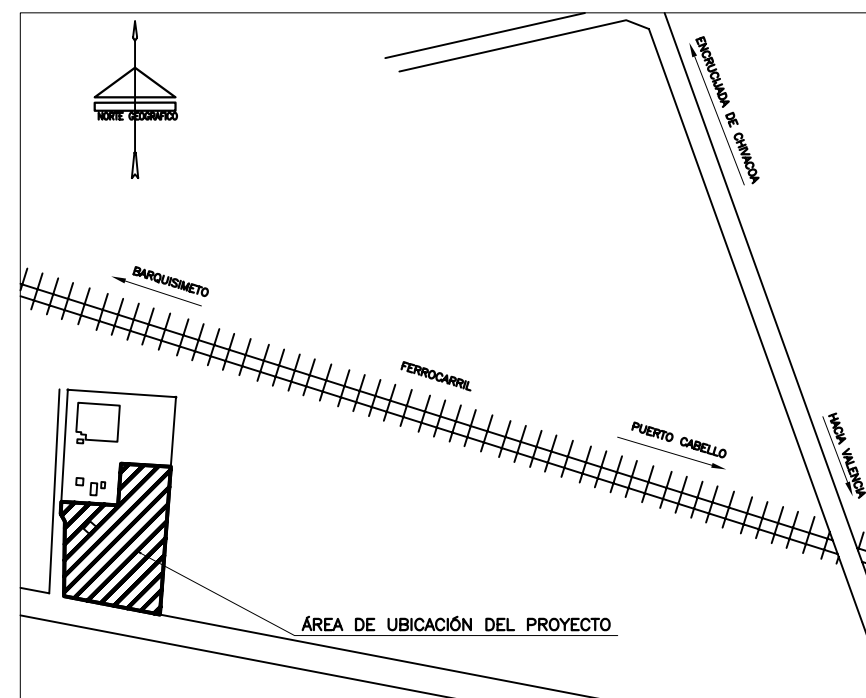 NORTE GEOGRAFICO
ENCRUCIJADA DE CHIVACOA
BARQUISIMETO
FERROCARRIL
PUERTO CABELLO
HACIA VALENCIA
ÁREA DE UBICACIÓN DEL PROYECTO